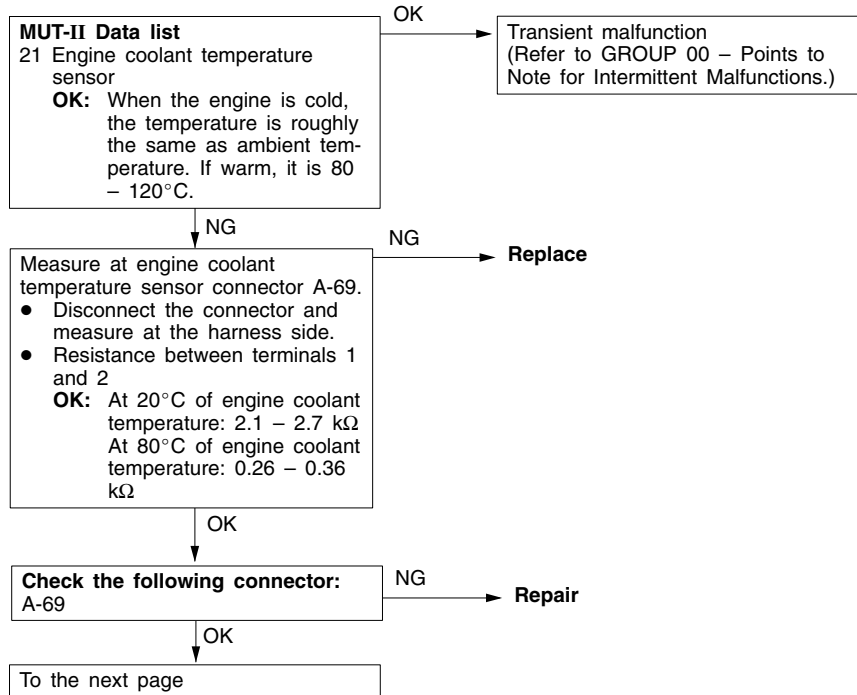 MUT-II Data list
21 Engine coolant temperature
sensor
OK: When the engine is cold,
the temperature is roughly
the same as ambient tem-
perature. If warm, it is 80
– 120°C.
OK
Transient malfunction
(Refer to GROUP 00 – Points to
Note for Intermittent Malfunctions.)
NG
Measure at engine coolant
temperature sensor connector A-69.
● Disconnect the connector and
measure at the harness side.
● Resistance between terminals 1
and 2
OK: At 20°C of engine coolant
temperature: 2.1 – 2.7 kΩ
At 80°C of engine coolant
temperature: 0.26 – 0.36
kΩ
NG
Replace
OK
Check the following connector:
A-69
NG
Repair
OK
To the next page